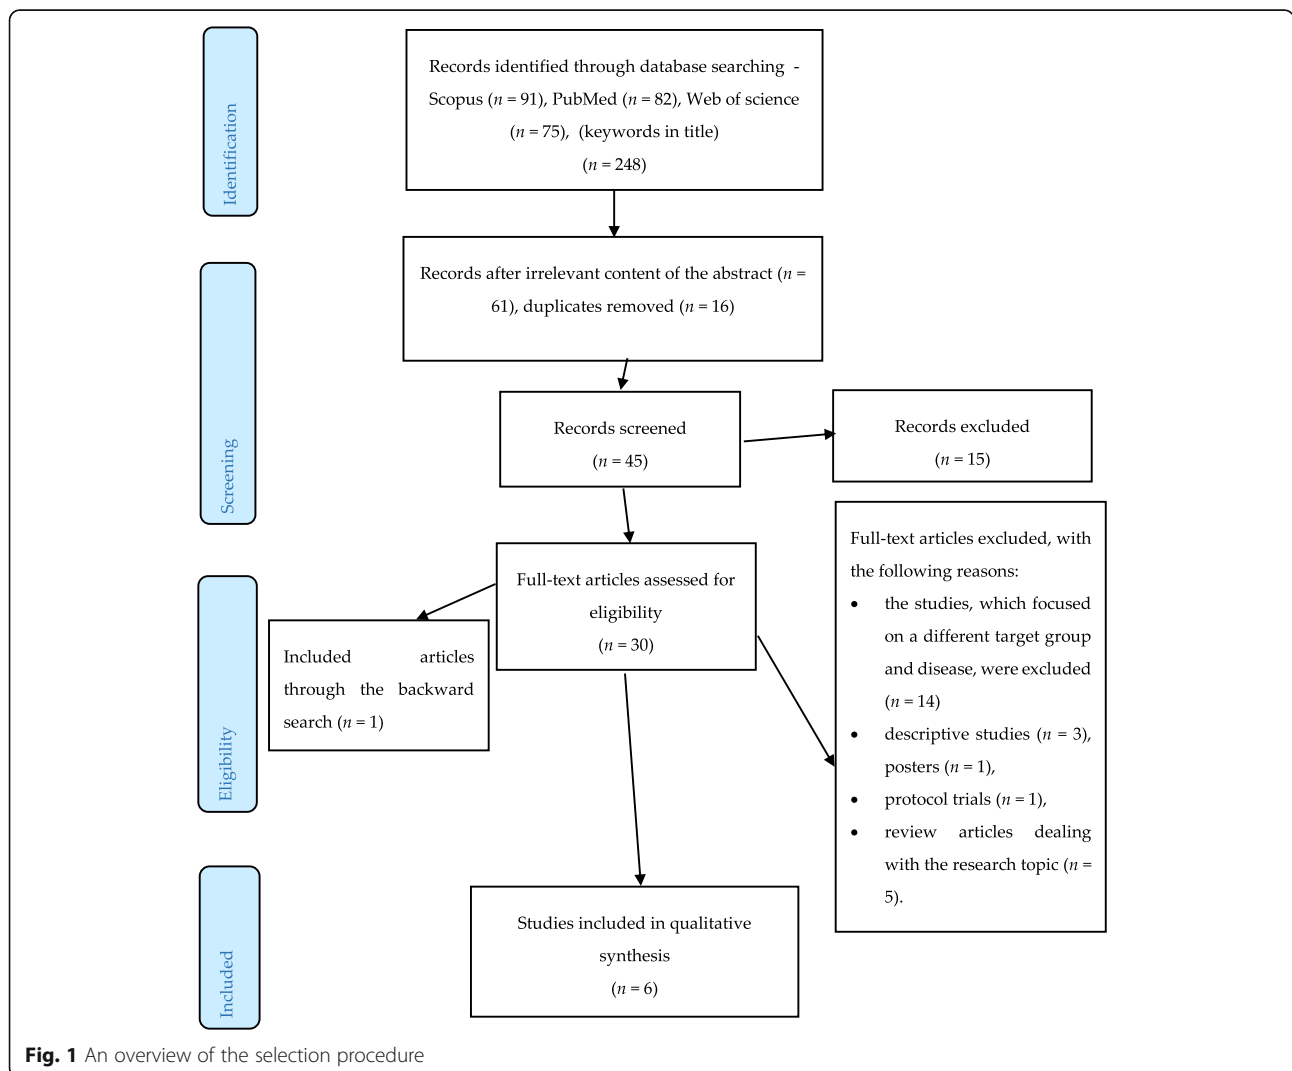 Identification
Records identified through database searching -
Scopus (n = 91), PubMed (n = 82), Web of science
(n = 75), (keywords in title)
(n = 248)
Screening
Records after irrelevant content of the abstract (n =
61), duplicates removed (n = 16)
Records screened
(n = 45)
Records excluded
(n = 15)
Eligibility
Full-text articles assessed for
eligibility
(n = 30)
Included articles
through the backward
search (n = 1)
Full-text articles excluded, with
the following reasons:
• the studies, which focused
on a different target group
and disease, were excluded
(n = 14)
• descriptive studies (n = 3),
posters (n = 1),
• protocol trials (n = 1),
• review articles dealing
with the research topic (n =
5).
Included
Studies included in qualitative
synthesis
(n = 6)
Fig. 1 An overview of the selection procedure